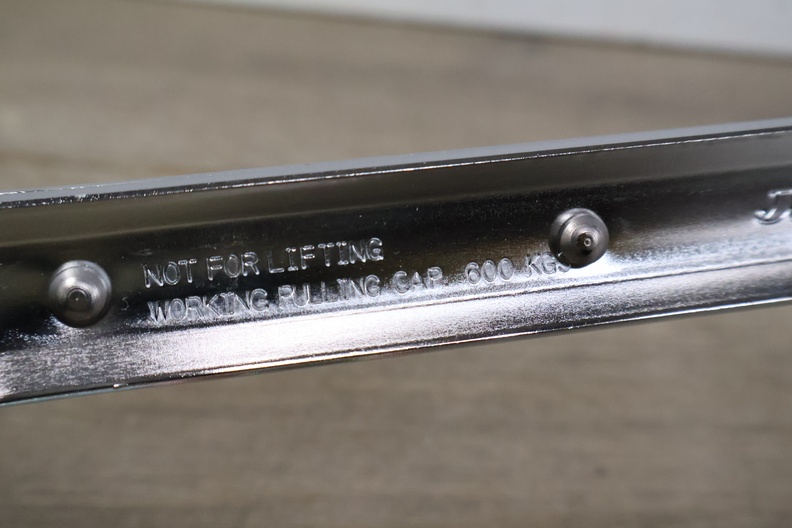 NOT FOR LIFTING
WORKING PULLING CAP. 600 KGS